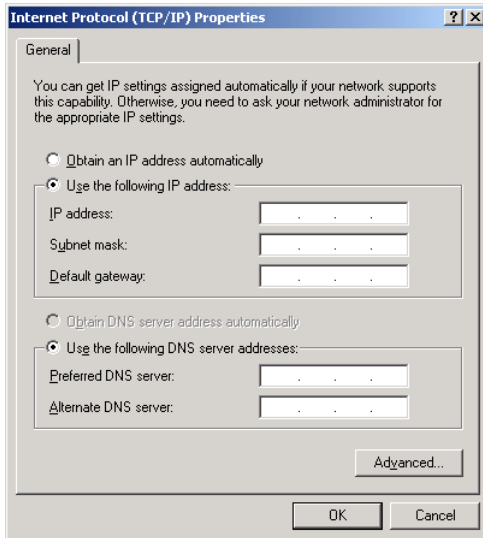 Internet Protocol (TCP/IP) Properties
General
You can get IP settings assigned automatically if your network supports
this capability. Otherwise, you need to ask your network administrator for
the appropriate IP settings.
Obtain an IP address automatically
Use the following IP address:
IP address:
Subnet mask:
Default gateway:
Obtain DNS server address automatically
Use the following DNS server addresses:
Preferred DNS server:
Alternate DNS server:
Advanced...
OK Cancel